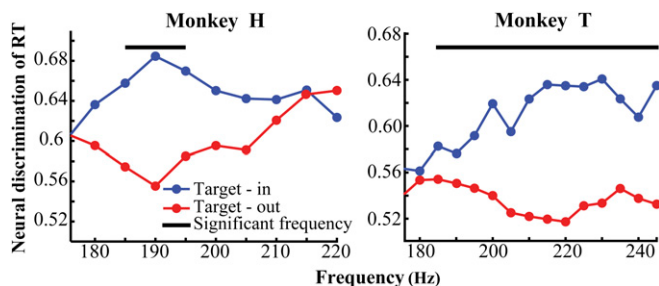 Monkey H
Monkey T
Neural discrimination of RT
0.68
0.64
0.6
0.56
0.52
Target - in
Target - out
Significant frequency
180 190 200 210 220
0.68
0.64
0.60
0.56
0.52
180 200 220 240
Frequency (Hz)